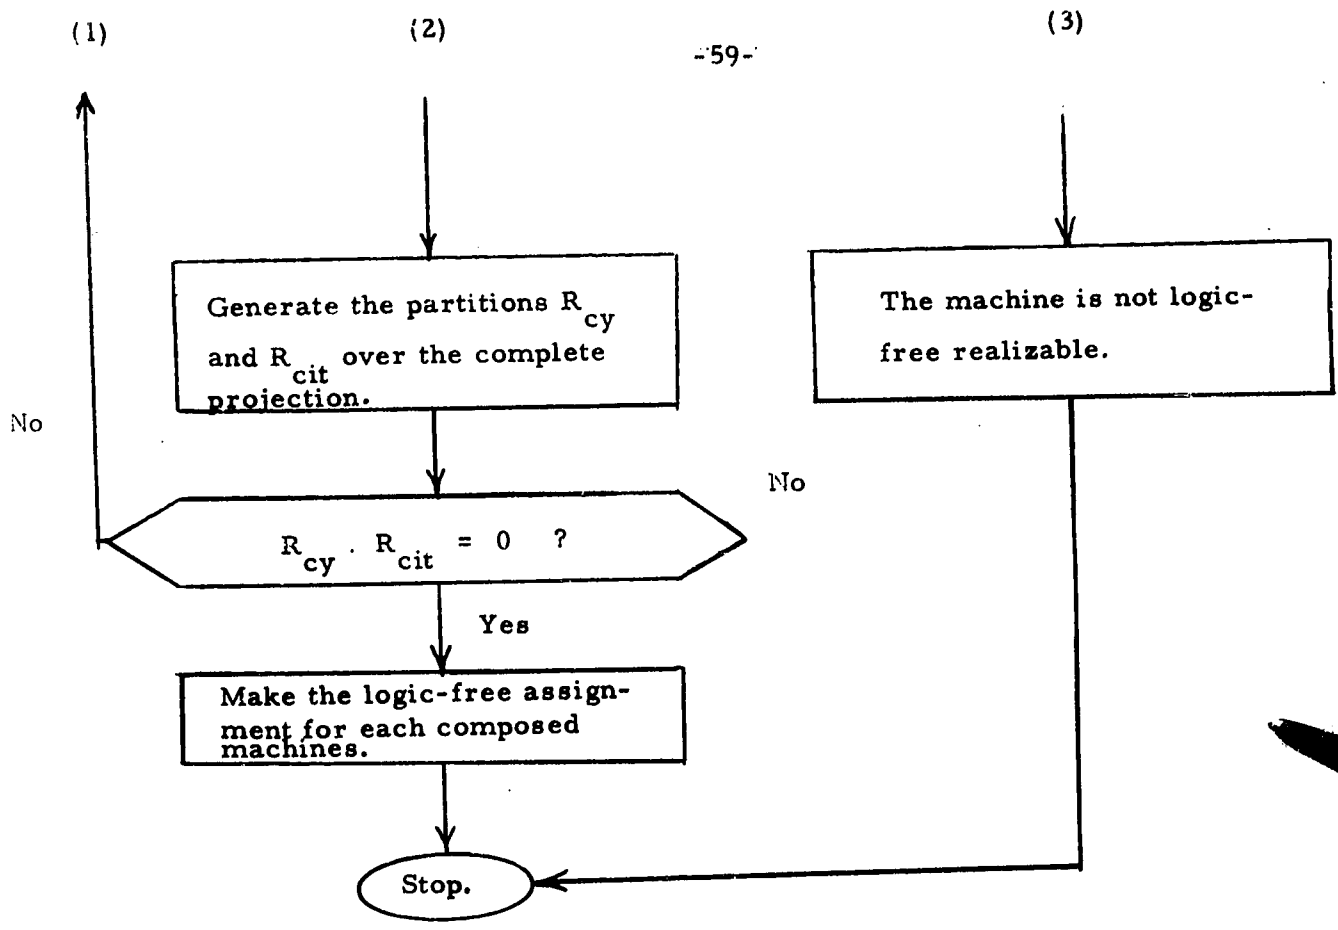 (1)
(2)
(3)
-59-
Generate the partitions R_cy
and R_cit over the complete
projection.
The machine is not logic-
free realizable.
No
No
R_cy . R_cit = 0 ?
Yes
Make the logic-free assign-
ment for each composed
machines.
Stop.